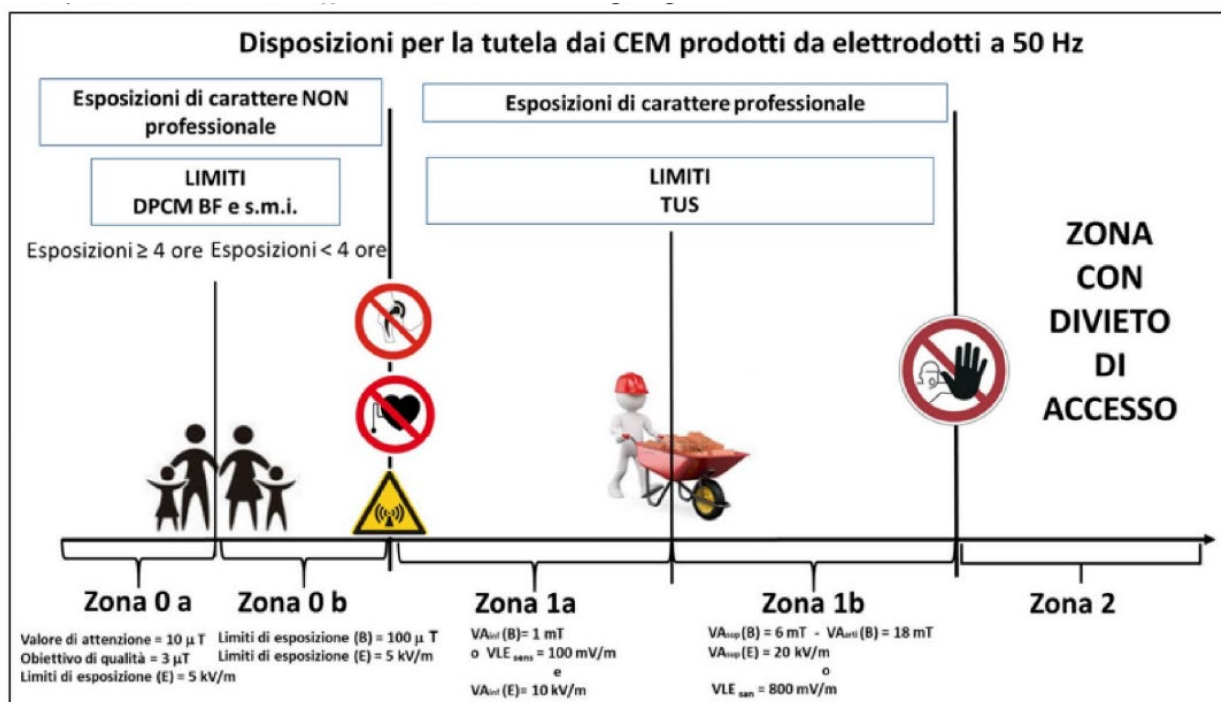 Disposizioni per la tutela dai CEM prodotti da elettrodotti a 50 Hz
Esposizioni di carattere NON
professionale
Esposizioni di carattere professionale
LIMITI
DPCM BF e s.m.i.
LIMITI
TUS
Esposizioni ≥ 4 ore
Esposizioni < 4 ore
ZONA
CON
DIVIETO
DI
ACCESSO
Zona 0 a
Valore di attenzione = 10 μ T
Obiettivo di qualità = 3 μT
Limiti di esposizione (E) = 5 kV/m
Zona 0 b
Limiti di esposizione (B) = 100 μ T
Limiti di esposizione (E) = 5 kV/m
Zona 1a
VAinf (B)= 1 mT
o VLE sens = 100 mV/m
e
VAinf (E)= 10 kV/m
Zona 1b
VAsup (B) = 6 mT - VAarti (B) = 18 mT
VAsup (E) = 20 kV/m
o
VLE san = 800 mV/m
Zona 2